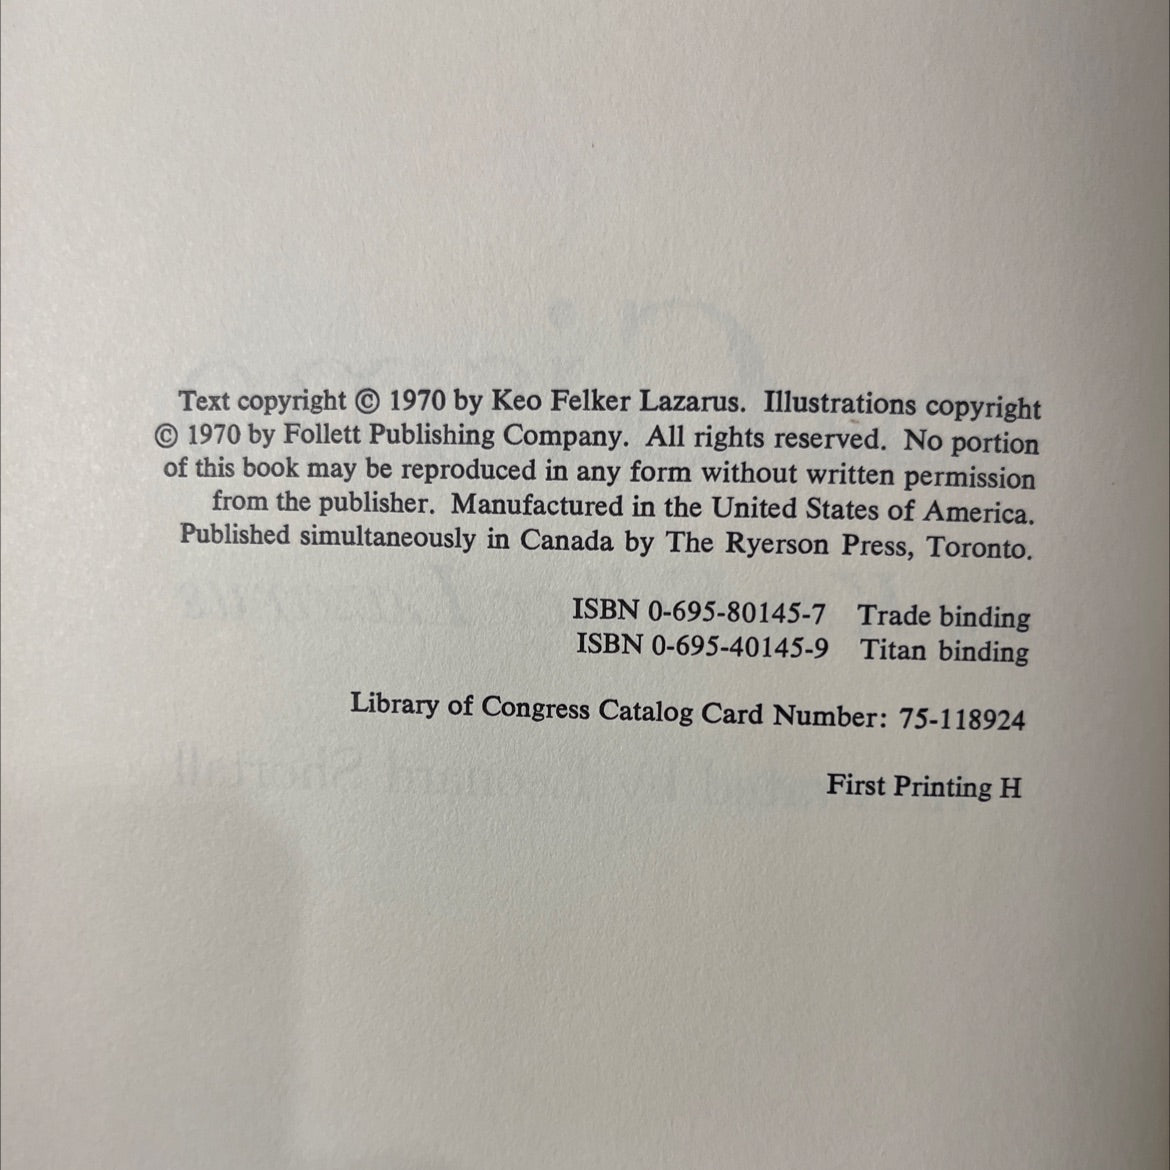 Text copyright © 1970 by Keo Felker Lazarus. Illustrations copyright
© 1970 by Follett Publishing Company. All rights reserved. No portion
of this book may be reproduced in any form without written permission
from the publisher. Manufactured in the United States of America.
Published simultaneously in Canada by The Ryerson Press, Toronto.
ISBN 0-695-80145-7 Trade binding
ISBN 0-695-40145-9 Titan binding
Library of Congress Catalog Card Number: 75-118924
First Printing H